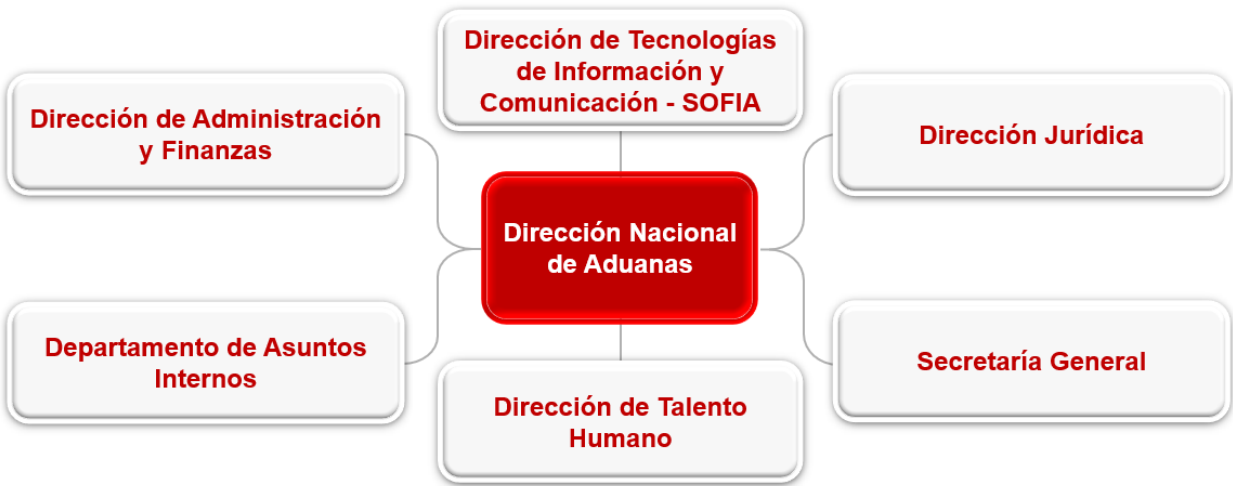 Dirección de Tecnologías
de Información y
Comunicación - SOFIA
Dirección de Administración
y Finanzas
Dirección Jurídica
Dirección Nacional
de Aduanas
Departamento de Asuntos
Internos
Secretaría General
Dirección de Talento
Humano